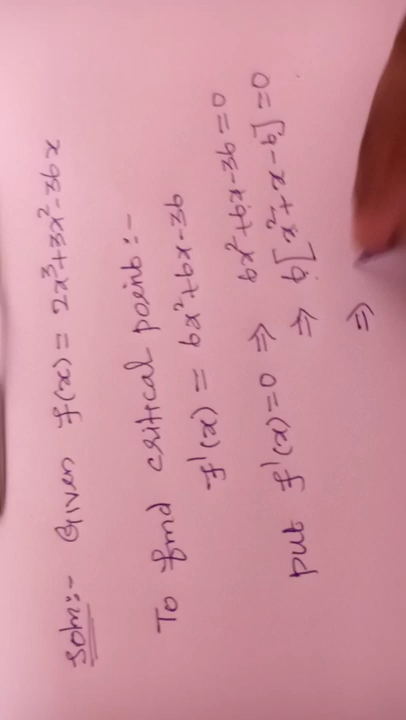 Soln:- Given f(x) = 2x³+3x²-36x
To find critical points:-
f'(x) = 6x²+6x-36
put f'(x)=0 ⇒ 6x²+6x-36=0
⇒ 6[x²+x-6]=0
⇒